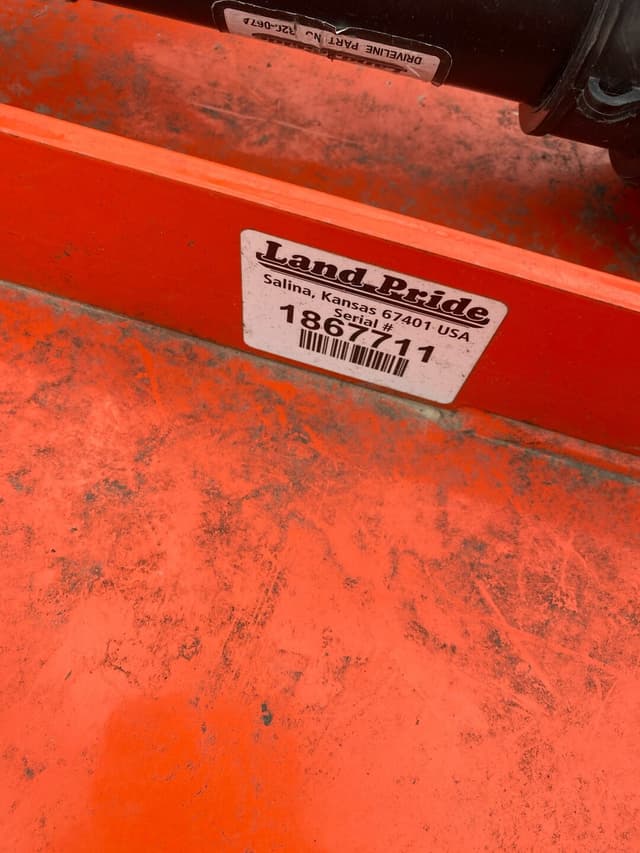 DRIVELINE PART NO
Land Pride
Salina, Kansas 67401 USA
Serial #
1867711